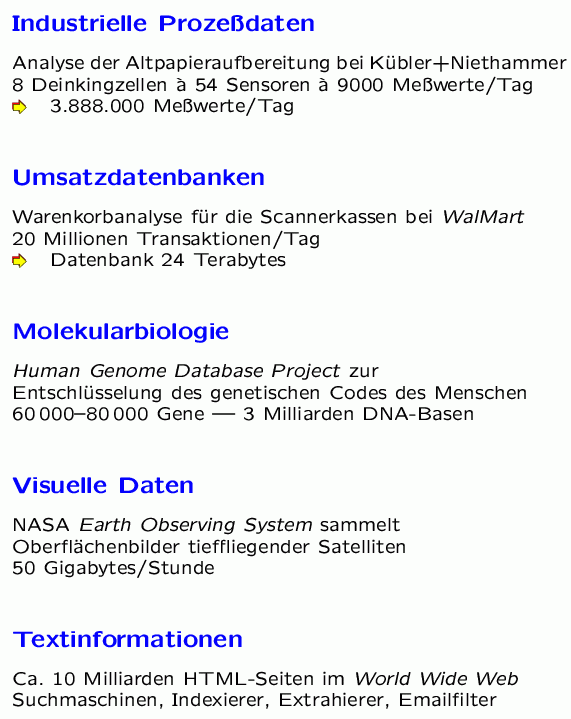 Industrielle Prozeßdaten
Analyse der Altpapieraufbereitung bei Kübler+Niethammer
8 Deinkingzellen à 54 Sensoren à 9000 Meßwerte/Tag
3.888.000 Meßwerte/Tag
Umsatzdatenbanken
Warenkorbanalyse für die Scannerkassen bei WalMart
20 Millionen Transaktionen/Tag
Datenbank 24 Terabytes
Molekularbiologie
Human Genome Database Project zur
Entschlüsselung des genetischen Codes des Menschen
60 000–80 000 Gene — 3 Milliarden DNA-Basen
Visuelle Daten
NASA Earth Observing System sammelt
Oberflächenbilder tieffliegender Satelliten
50 Gigabytes/Stunde
Textinformationen
Ca. 10 Milliarden HTML-Seiten im World Wide Web
Suchmaschinen, Indexierer, Extrahierer, Emailfilter